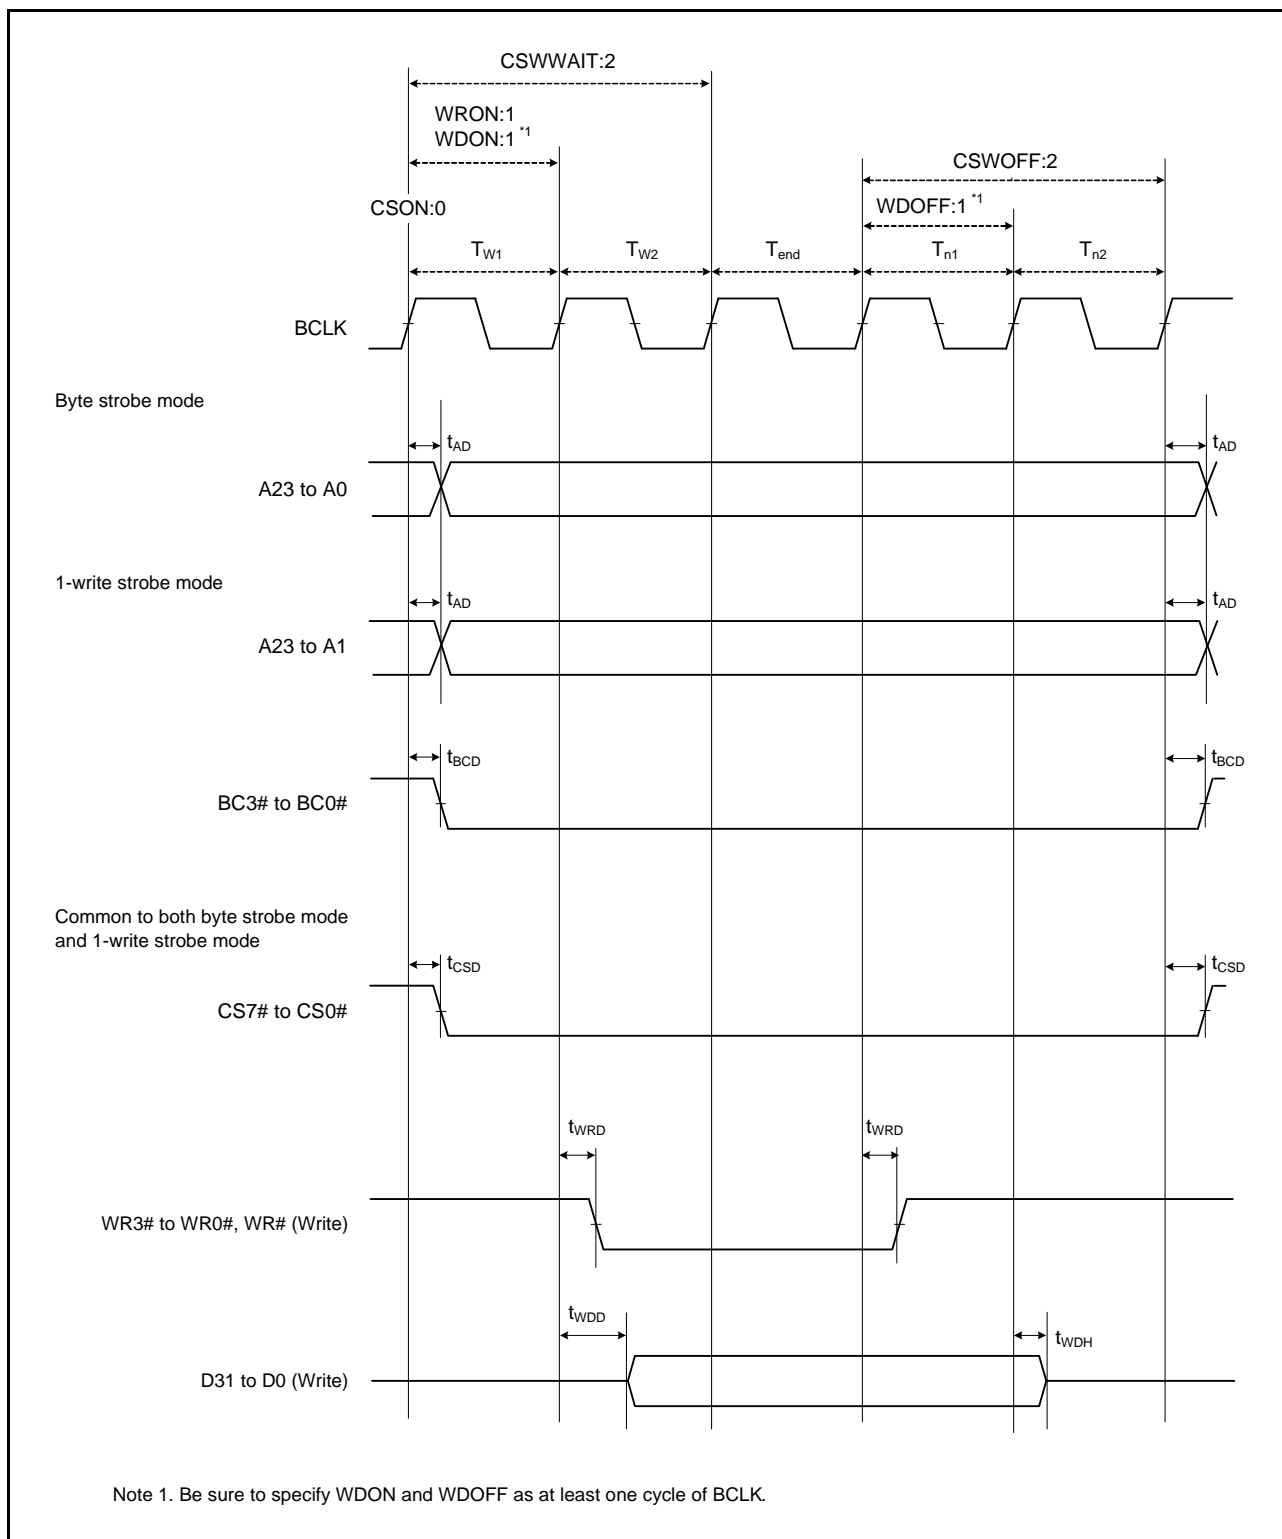 CSWWAIT:2
WRON:1
WDON:1 *1
CSWOFF:2
WDOFF:1 *1
CSON:0
TW1
TW2
Tend
Tn1
Tn2
BCLK
Byte strobe mode
tAD
tAD
A23 to A0
1-write strobe mode
tAD
tAD
A23 to A1
tBCD
tBCD
BC3# to BC0#
Common to both byte strobe mode
and 1-write strobe mode
tCSD
tCSD
CS7# to CS0#
tWRD
tWRD
WR3# to WR0#, WR# (Write)
tWDD
tWDH
D31 to D0 (Write)
Note 1. Be sure to specify WDON and WDOFF as at least one cycle of BCLK.